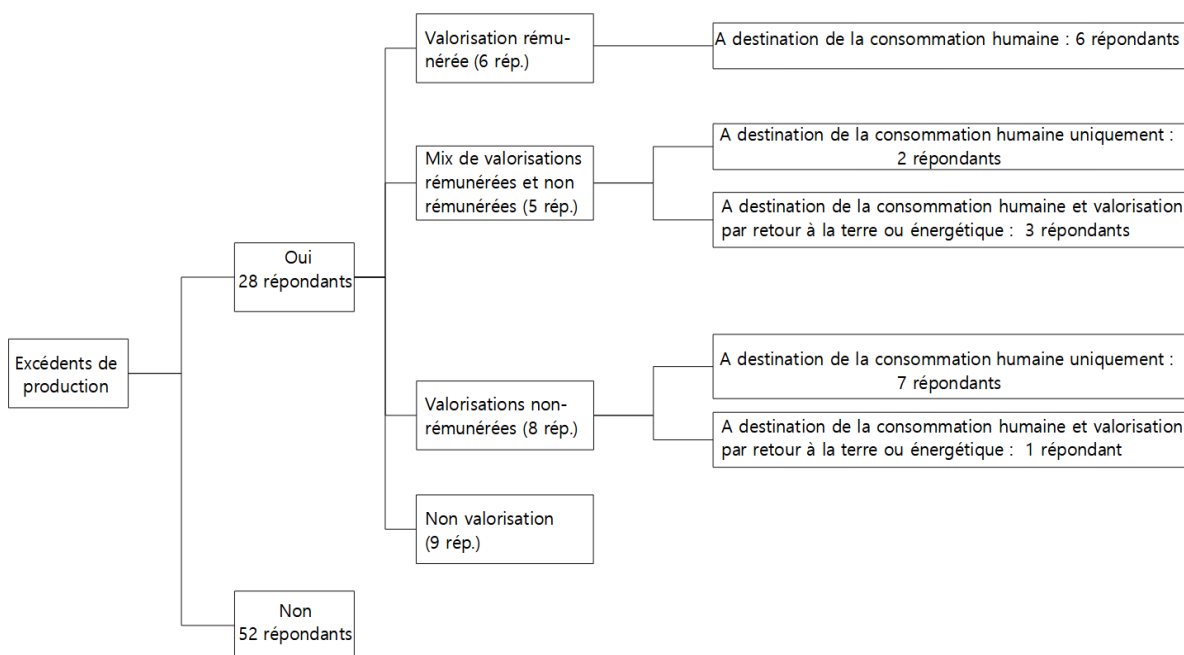 Valorisation rému-
nérée (6 rép.)
A destination de la consommation humaine : 6 répondants
Mix de valorisations
rémunérées et non
rémunérées (5 rép.)
A destination de la consommation humaine uniquement :
2 répondants
A destination de la consommation humaine et valorisation
par retour à la terre ou énergétique : 3 répondants
Oui
28 répondants
Excédents de
production
Valorisations non-
rémunérées (8 rép.)
A destination de la consommation humaine uniquement :
7 répondants
A destination de la consommation humaine et valorisation
par retour à la terre ou énergétique : 1 répondant
Non valorisation
(9 rép.)
Non
52 répondants